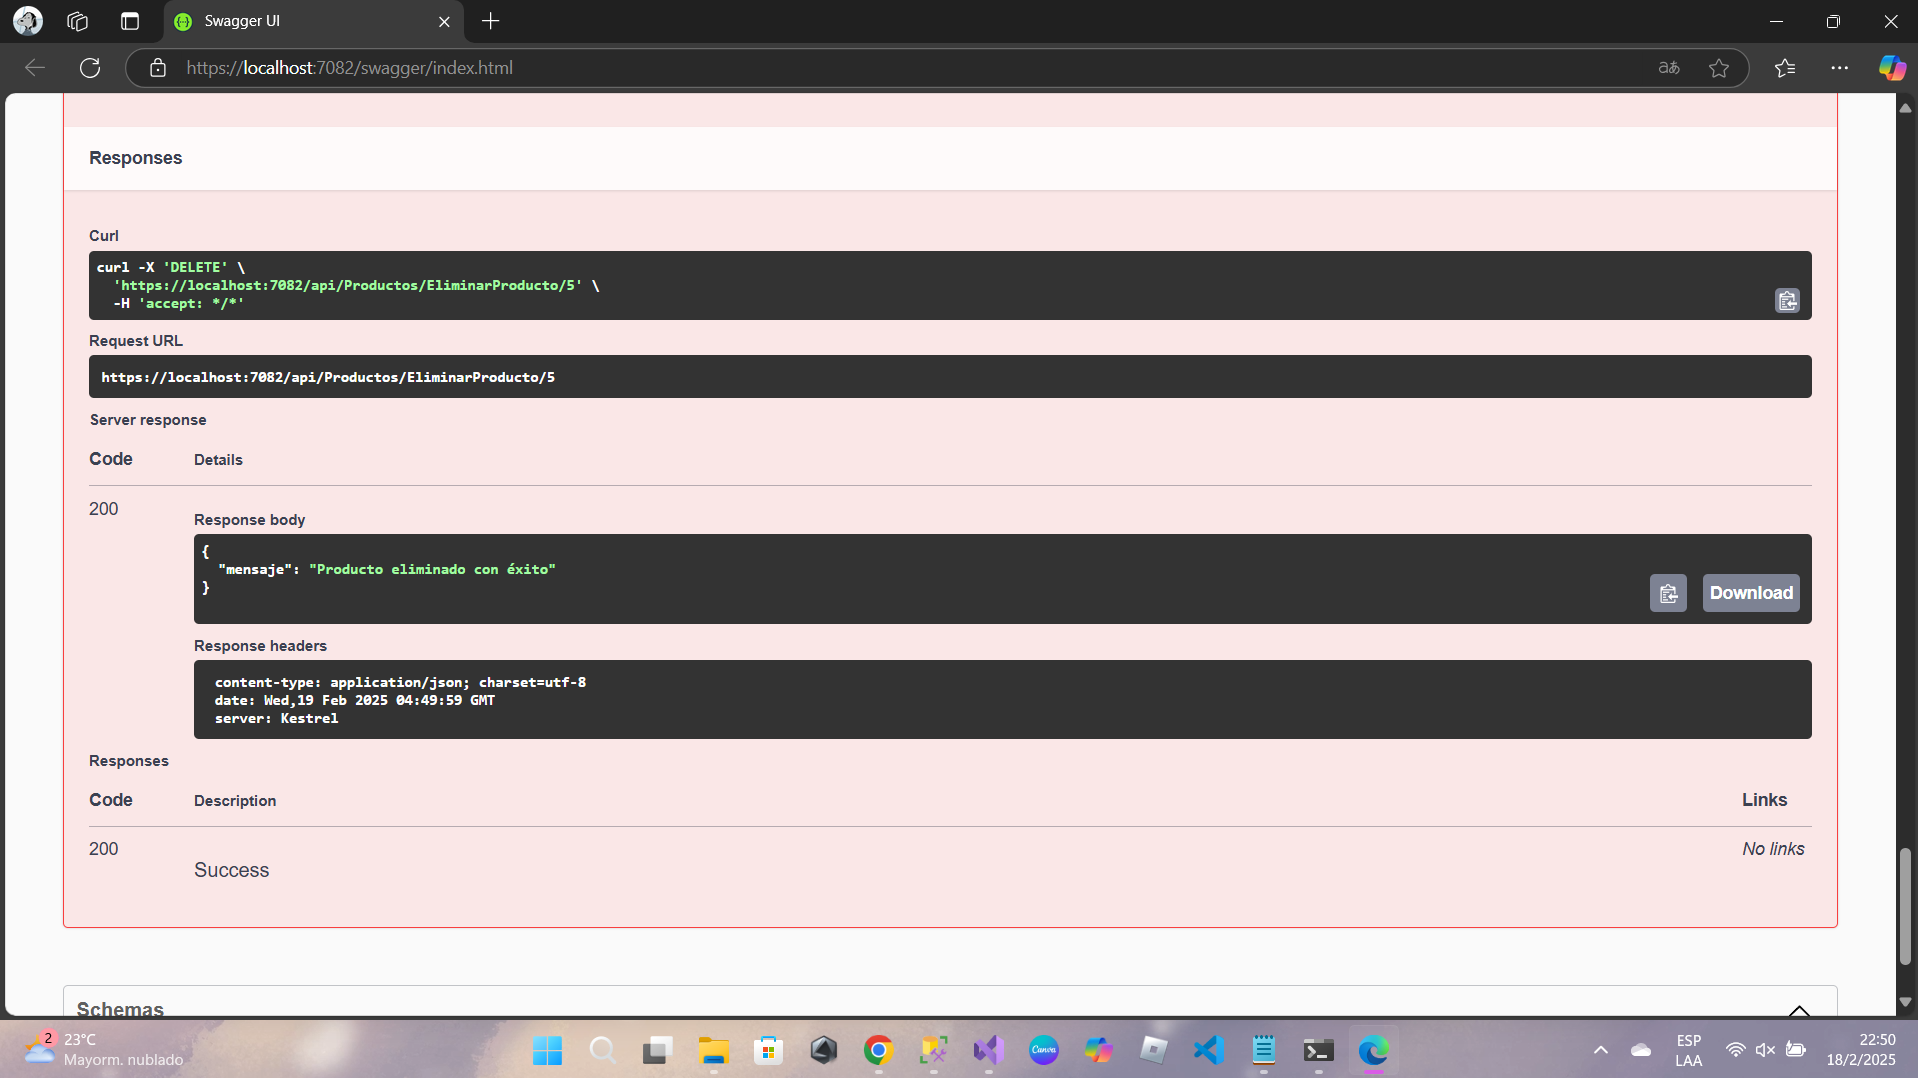 Swagger UI
https://localhost:7082/swagger/index.html
aあ
Responses
Curl
curl -X 'DELETE' \
'https://localhost:7082/api/Productos/EliminarProducto/5' \
-H 'accept: */*'
Request URL
https://localhost:7082/api/Productos/EliminarProducto/5
Server response
Code Details
200
Response body
{
"mensaje": "Producto eliminado con éxito"
}
Download
Response headers
content-type: application/json; charset=utf-8
date: Wed,19 Feb 2025 04:49:59 GMT
server: Kestrel
Responses
Code Description Links
200 No links
Success
Schemas
2
23°C
Mayorm. nublado
Canva
ESP
LAA
22:50
18/2/2025